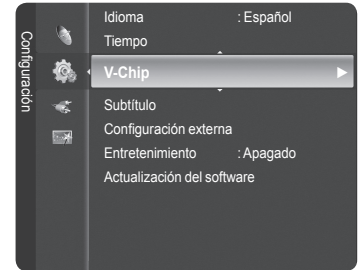 Configuración
Idioma : Español
Tiempo
V-Chip
Subtítulo
Configuración externa
Entretenimiento : Apagado
Actualización del software